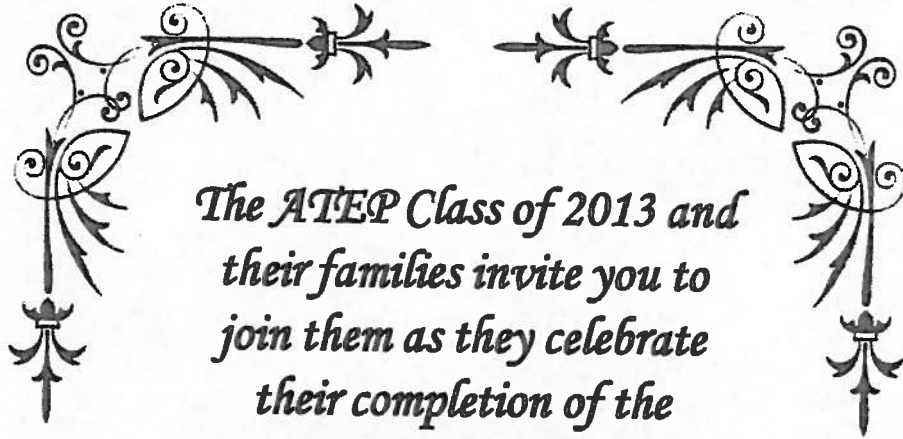 The ATEP Class of 2013 and
their families invite you to
join them as they celebrate
their completion of the